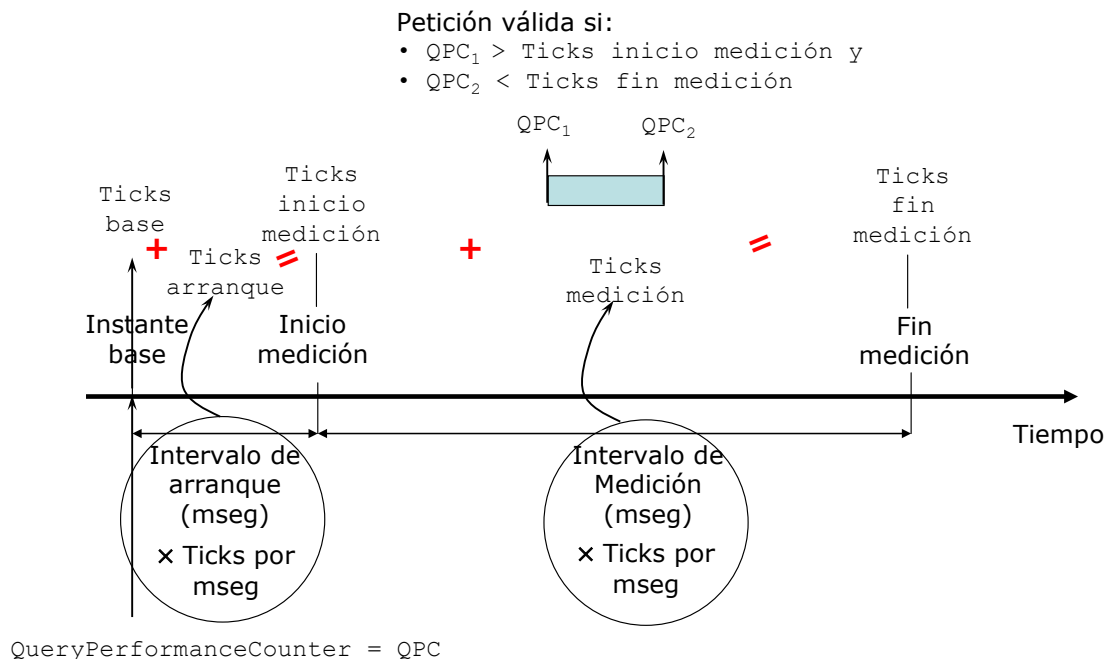 Petición válida si:
• QPC₁ > Ticks inicio medición y
• QPC₂ < Ticks fin medición
QPC₁
QPC₂
Ticks
base
+
Ticks
arranque
=
Ticks
inicio
medición
+
Ticks
medición
=
Ticks
fin
medición
Instante
base
Inicio
medición
Fin
medición
Tiempo
Intervalo de
arranque
(mseg)
× Ticks por
mseg
Intervalo de
Medición
(mseg)
× Ticks por
mseg
QueryPerformanceCounter = QPC